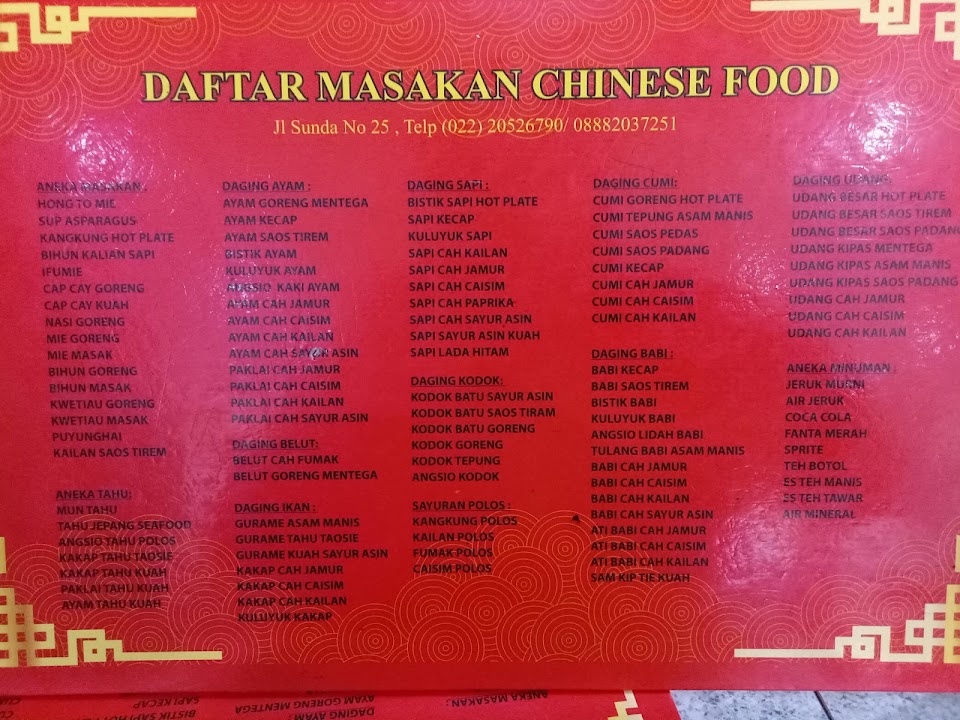 DAFTAR MASAKAN CHINESE FOOD
Jl Sunda No 25 , Telp (022) 20526790/ 08882037251
ANEKA MASAKAN :
HONG TO MIE
SUP ASPARAGUS
KANGKUNG HOT PLATE
BIHUN KALIAN SAPI
IFUMIE
CAP CAY GORENG
CAP CAY KUAH
NASI GORENG
MIE GORENG
MIE MASAK
BIHUN GORENG
BIHUN MASAK
KWETIAU GORENG
KWETIAU MASAK
PUYUNGHAI
KAILAN SAOS TIREM
ANEKA TAHU:
MUN TAHU
TAHU JEPANG SEAFOOD
ANGSIO TAHU POLOS
KAKAP TAHU TAOSIE
KAKAP TAHU KUAH
PAKLAI TAHU KUAH
AYAM TAHU KUAH
DAGING AYAM :
AYAM GORENG MENTEGA
AYAM KECAP
AYAM SAOS TIREM
BISTIK AYAM
KULUYUK AYAM
ANGSIO KAKI AYAM
AYAM CAH JAMUR
AYAM CAH CAISIM
AYAM CAH KAILAN
AYAM CAH SAYUR ASIN
PAKLAI CAH JAMUR
PAKLAI CAH CAISIM
PAKLAI CAH KAILAN
PAKLAI CAH SAYUR ASIN
DAGING BELUT:
BELUT CAH FUMAK
BELUT GORENG MENTEGA
DAGING IKAN :
GURAME ASAM MANIS
GURAME TAHU TAOSIE
GURAME KUAH SAYUR ASIN
KAKAP CAH JAMUR
KAKAP CAH CAISIM
KAKAP CAH KAILAN
KULUYUK KAKAP
DAGING SAPI :
BISTIK SAPI HOT PLATE
SAPI KECAP
KULUYUK SAPI
SAPI CAH KAILAN
SAPI CAH JAMUR
SAPI CAH CAISIM
SAPI CAH PAPRIKA
SAPI CAH SAYUR ASIN
SAPI SAYUR ASIN KUAH
SAPI LADA HITAM
DAGING KODOK:
KODOK BATU SAYUR ASIN
KODOK BATU SAOS TIRAM
KODOK BATU GORENG
KODOK GORENG
KODOK TEPUNG
ANGSIO KODOK
SAYURAN POLOS :
KANGKUNG POLOS
KAILAN POLOS
FUMAK POLOS
CAISIM POLOS
DAGING CUMI:
CUMI GORENG HOT PLATE
CUMI TEPUNG ASAM MANIS
CUMI SAOS PEDAS
CUMI SAOS PADANG
CUMI KECAP
CUMI CAH JAMUR
CUMI CAH CAISIM
CUMI CAH KAILAN
DAGING BABI :
BABI KECAP
BABI SAOS TIREM
BISTIK BABI
KULUYUK BABI
ANGSIO LIDAH BABI
TULANG BABI ASAM MANIS
BABI CAH JAMUR
BABI CAH CAISIM
BABI CAH KAILAN
BABI CAH SAYUR ASIN
ATI BABI CAH JAMUR
ATI BABI CAH CAISIM
ATI BABI CAH KAILAN
SAM KIP TIE KUAH
DAGING UDANG:
UDANG BESAR HOT PLATE
UDANG BESAR SAOS TIREM
UDANG BESAR SAOS PADANG
UDANG KIPAS MENTEGA
UDANG KIPAS ASAM MANIS
UDANG KIPAS SAOS PADANG
UDANG CAH JAMUR
UDANG CAH CAISIM
UDANG CAH KAILAN
ANEKA MINUMAN :
JERUK MURNI
AIR JERUK
COCA COLA
FANTA MERAH
SPRITE
TEH BOTOL
ES TEH MANIS
ES TEH TAWAR
AIR MINERAL
ANEKA MASAKAN :
DAGING AYAM :
AYAM GORENG MENTEGA
BISTIK SAPI
SAPI KECAP